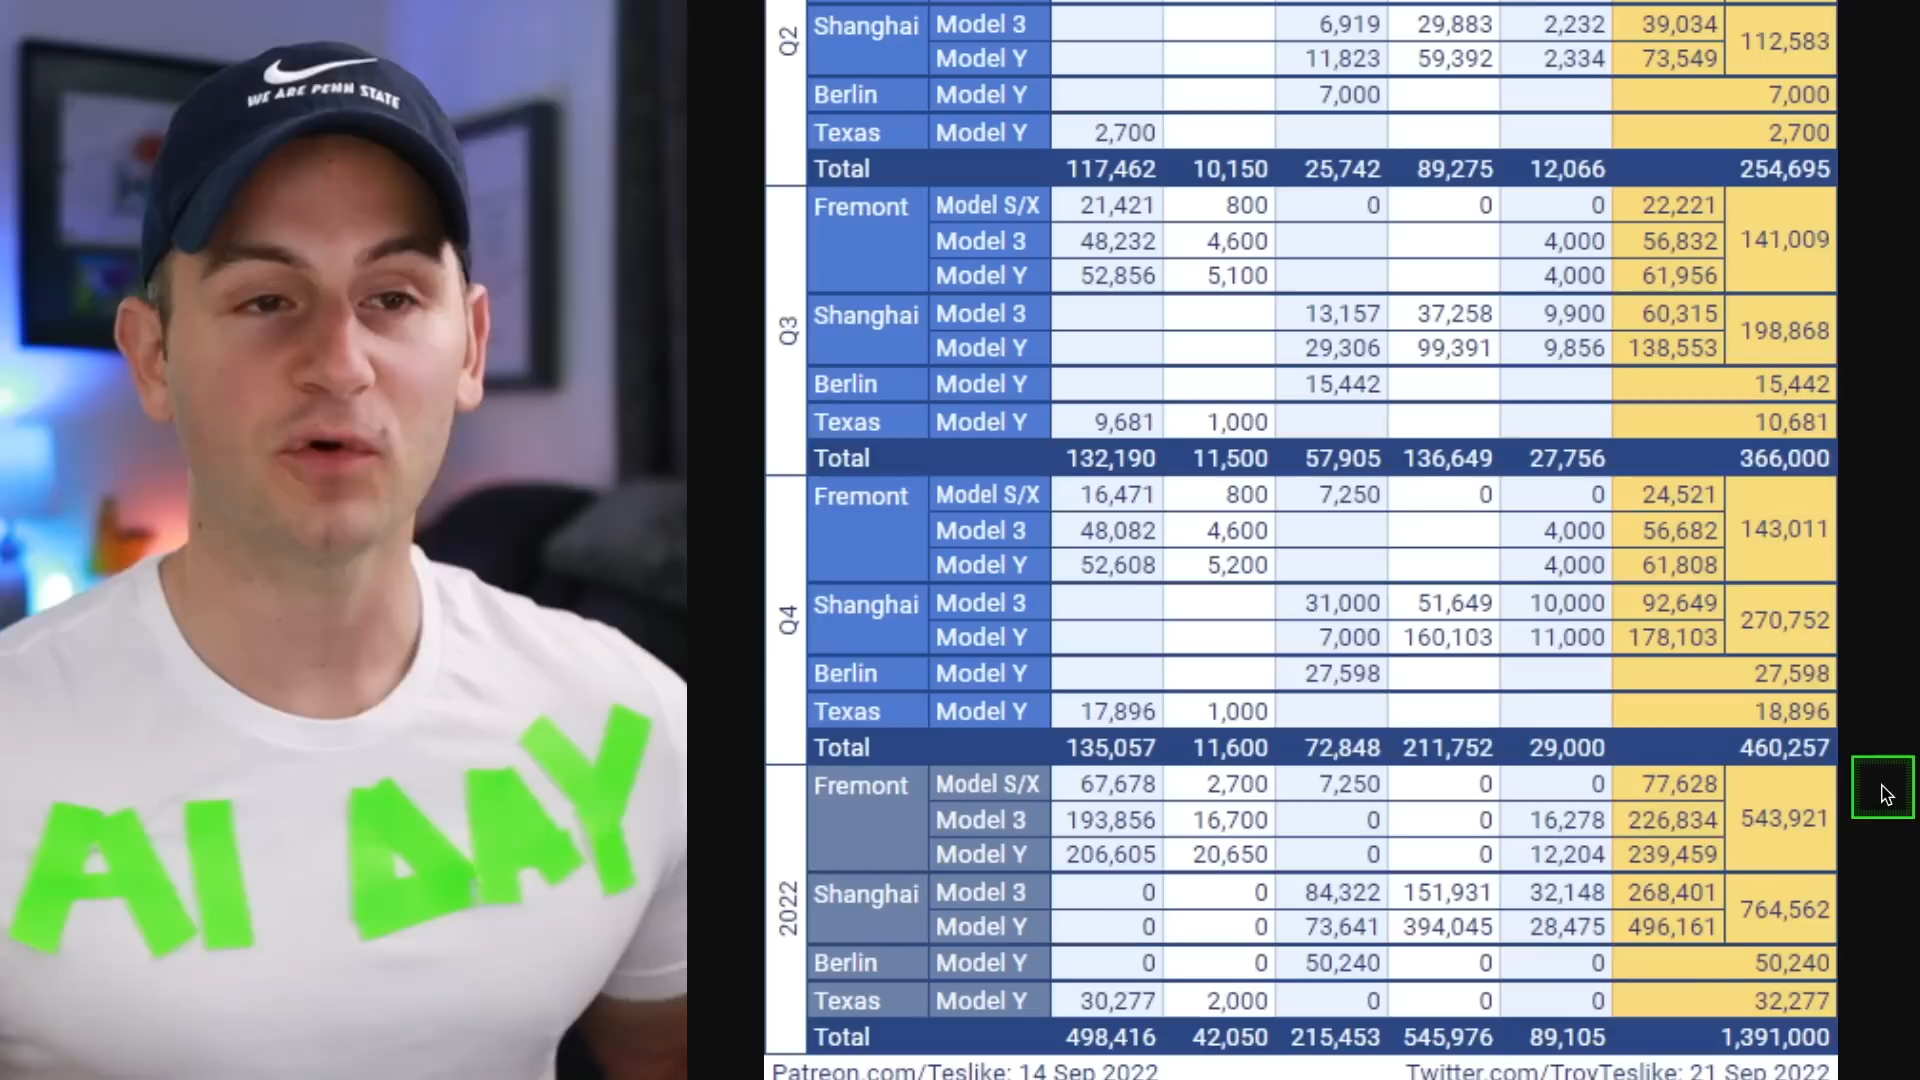 WE ARE PENN STATE
AI DAY
Q2
Shanghai Model 3 6,919 29,883 2,232 39,034 112,583
Model Y 11,823 59,392 2,334 73,549
Berlin Model Y 7,000 7,000
Texas Model Y 2,700 2,700
Total 117,462 10,150 25,742 89,275 12,066 254,695
Q3
Fremont Model S/X 21,421 800 0 0 0 22,221 141,009
Model 3 48,232 4,600 4,000 56,832
Model Y 52,856 5,100 4,000 61,956
Shanghai Model 3 13,157 37,258 9,900 60,315 198,868
Model Y 29,306 99,391 9,856 138,553
Berlin Model Y 15,442 15,442
Texas Model Y 9,681 1,000 10,681
Total 132,190 11,500 57,905 136,649 27,756 366,000
Q4
Fremont Model S/X 16,471 800 7,250 0 0 24,521 143,011
Model 3 48,082 4,600 4,000 56,682
Model Y 52,608 5,200 4,000 61,808
Shanghai Model 3 31,000 51,649 10,000 92,649 270,752
Model Y 7,000 160,103 11,000 178,103
Berlin Model Y 27,598 27,598
Texas Model Y 17,896 1,000 18,896
Total 135,057 11,600 72,848 211,752 29,000 460,257
2022
Fremont Model S/X 67,678 2,700 7,250 0 0 77,628 543,921
Model 3 193,856 16,700 0 0 16,278 226,834
Model Y 206,605 20,650 0 0 12,204 239,459
Shanghai Model 3 0 0 84,322 151,931 32,148 268,401 764,562
Model Y 0 0 73,641 394,045 28,475 496,161
Berlin Model Y 0 0 50,240 0 0 50,240
Texas Model Y 30,277 2,000 0 0 0 32,277
Total 498,416 42,050 215,453 545,976 89,105 1,391,000
Patreon.com/Teslike: 14 Sep 2022 Twitter.com/TroyTeslike: 21 Sep 2022